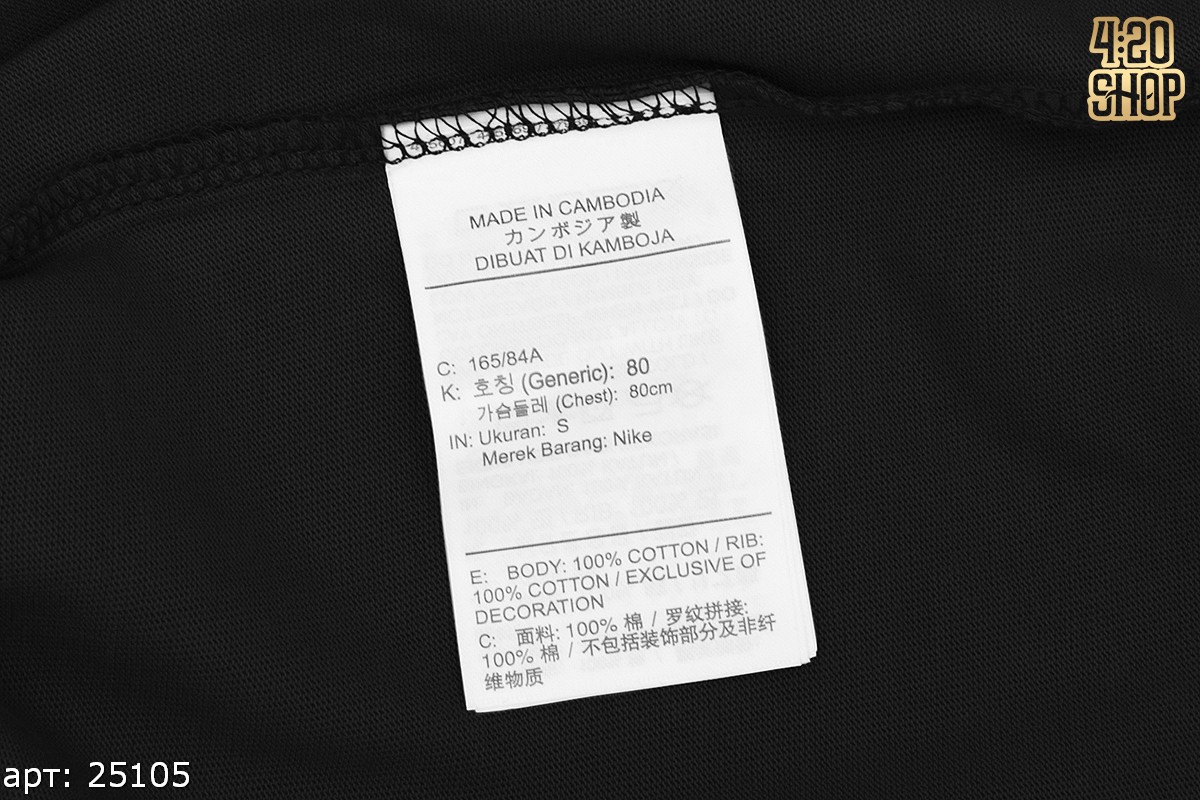 4:20
SHOP
MADE IN CAMBODIA
カンボジア製
DIBUAT DI KAMBOJA
C: 165/84A
K: 호칭 (Generic): 80
가슴둘레 (Chest): 80cm
IN: Ukuran: S
Merek Barang: Nike
E: BODY: 100% COTTON / RIB:
100% COTTON / EXCLUSIVE OF
DECORATION
C: 面料: 100% 棉 / 罗纹拼接:
100% 棉 / 不包括装饰部分及非纤
维物质
арт: 25105